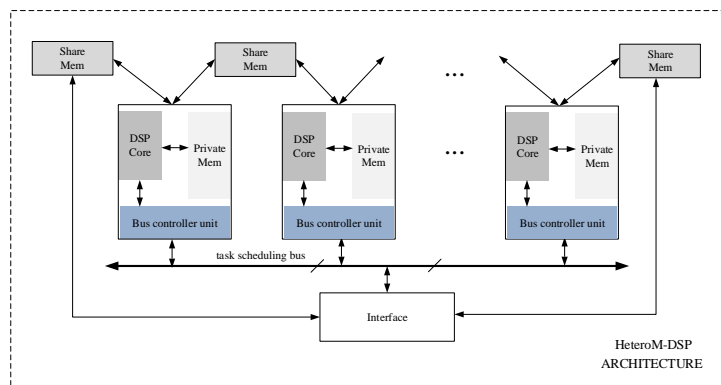 Share
Mem
Share
Mem
...
Share
Mem
DSP
Core
Private
Mem
Bus controller unit
DSP
Core
Private
Mem
Bus controller unit
...
DSP
Core
Private
Mem
Bus controller unit
task scheduling bus
Interface
HeteroM-DSP
ARCHITECTURE